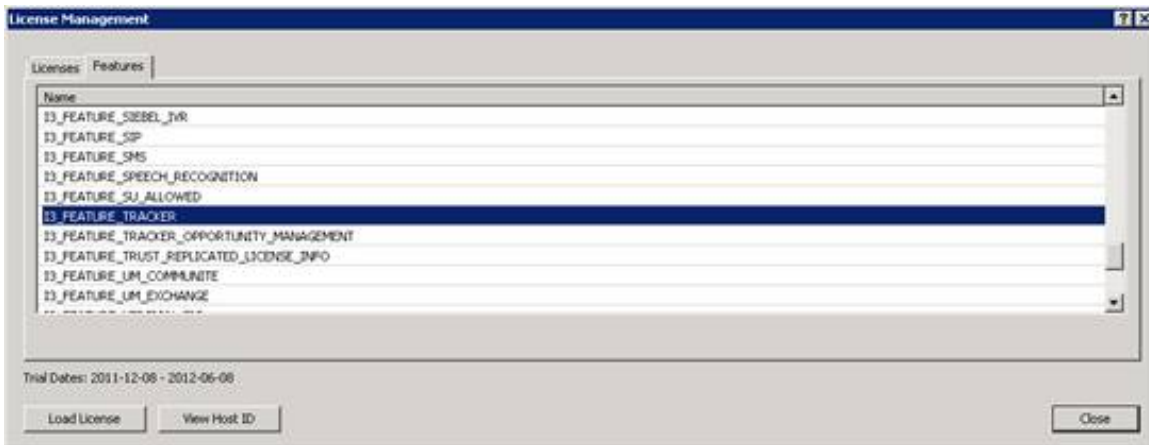 License Management
Licenses Features
Name
I3_FEATURE_SIEBEL_IVR
I3_FEATURE_SIP
I3_FEATURE_SMS
I3_FEATURE_SPEECH_RECOGNITION
I3_FEATURE_SU_ALLOWED
I3_FEATURE_TRACKER
I3_FEATURE_TRACKER_OPPORTUNITY_MANAGEMENT
I3_FEATURE_TRUST_REPLICATED_LICENSE_INFO
I3_FEATURE_UM_COMMUNITE
I3_FEATURE_UM_EXCHANGE
Trial Dates: 2011-12-08 - 2012-06-08
Load License View Host ID Close